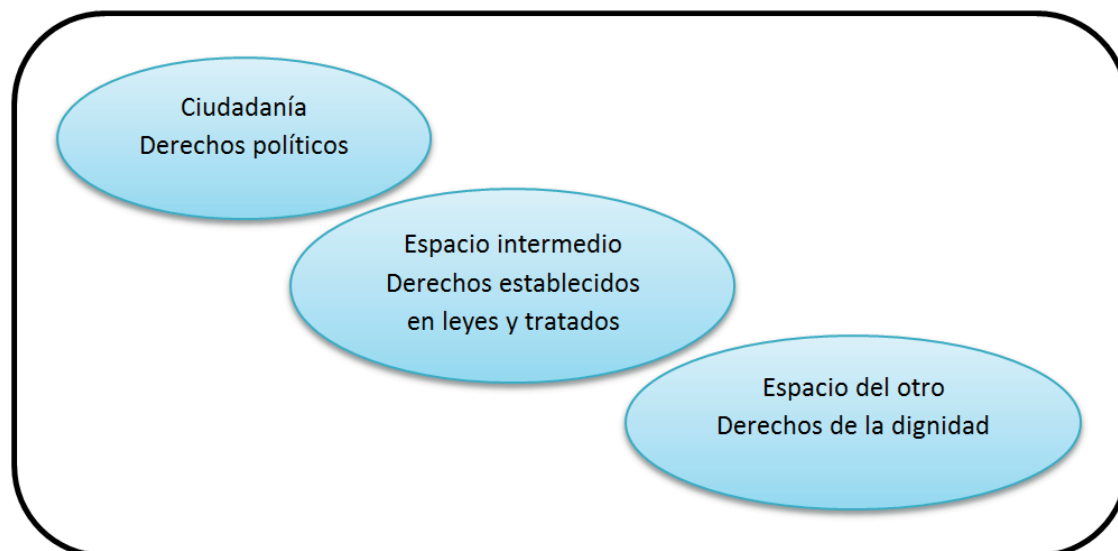 Ciudadanía
Derechos políticos
Espacio intermedio
Derechos establecidos
en leyes y tratados
Espacio del otro
Derechos de la dignidad